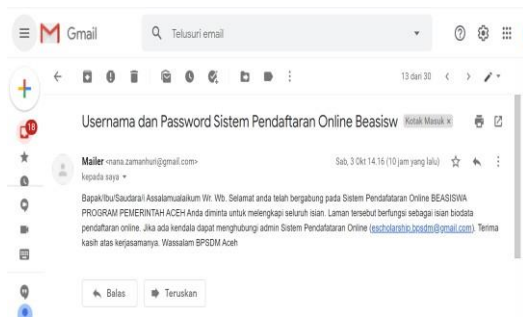 Gmail
Telusuri email
13 dari 30
18
Usernama dan Password Sistem Pendaftaran Online Beasisw Kotak Masuk x
Mailer <nana.zamanhuri@gmail.com> Sab, 3 Okt 14.16 (10 jam yang lalu)
kepada saya
Bapak/Ibu/Saudara/i Assalamualaikum Wr. Wb. Selamat anda telah bergabung pada Sistem Pendafataran Online BEASISWA
PROGRAM PEMERINTAH ACEH Anda diminta untuk melengkapi seluruh isian. Laman tersebut berfungsi sebagai isian biodata
pendaftaran online. Jika ada kendala dapat menghubungi admin Sistem Pendafataran Online (escholarship.bpsdm@gmail.com). Terima
kasih atas kerjasamanya. Wassalam BPSDM Aceh
Balas Teruskan